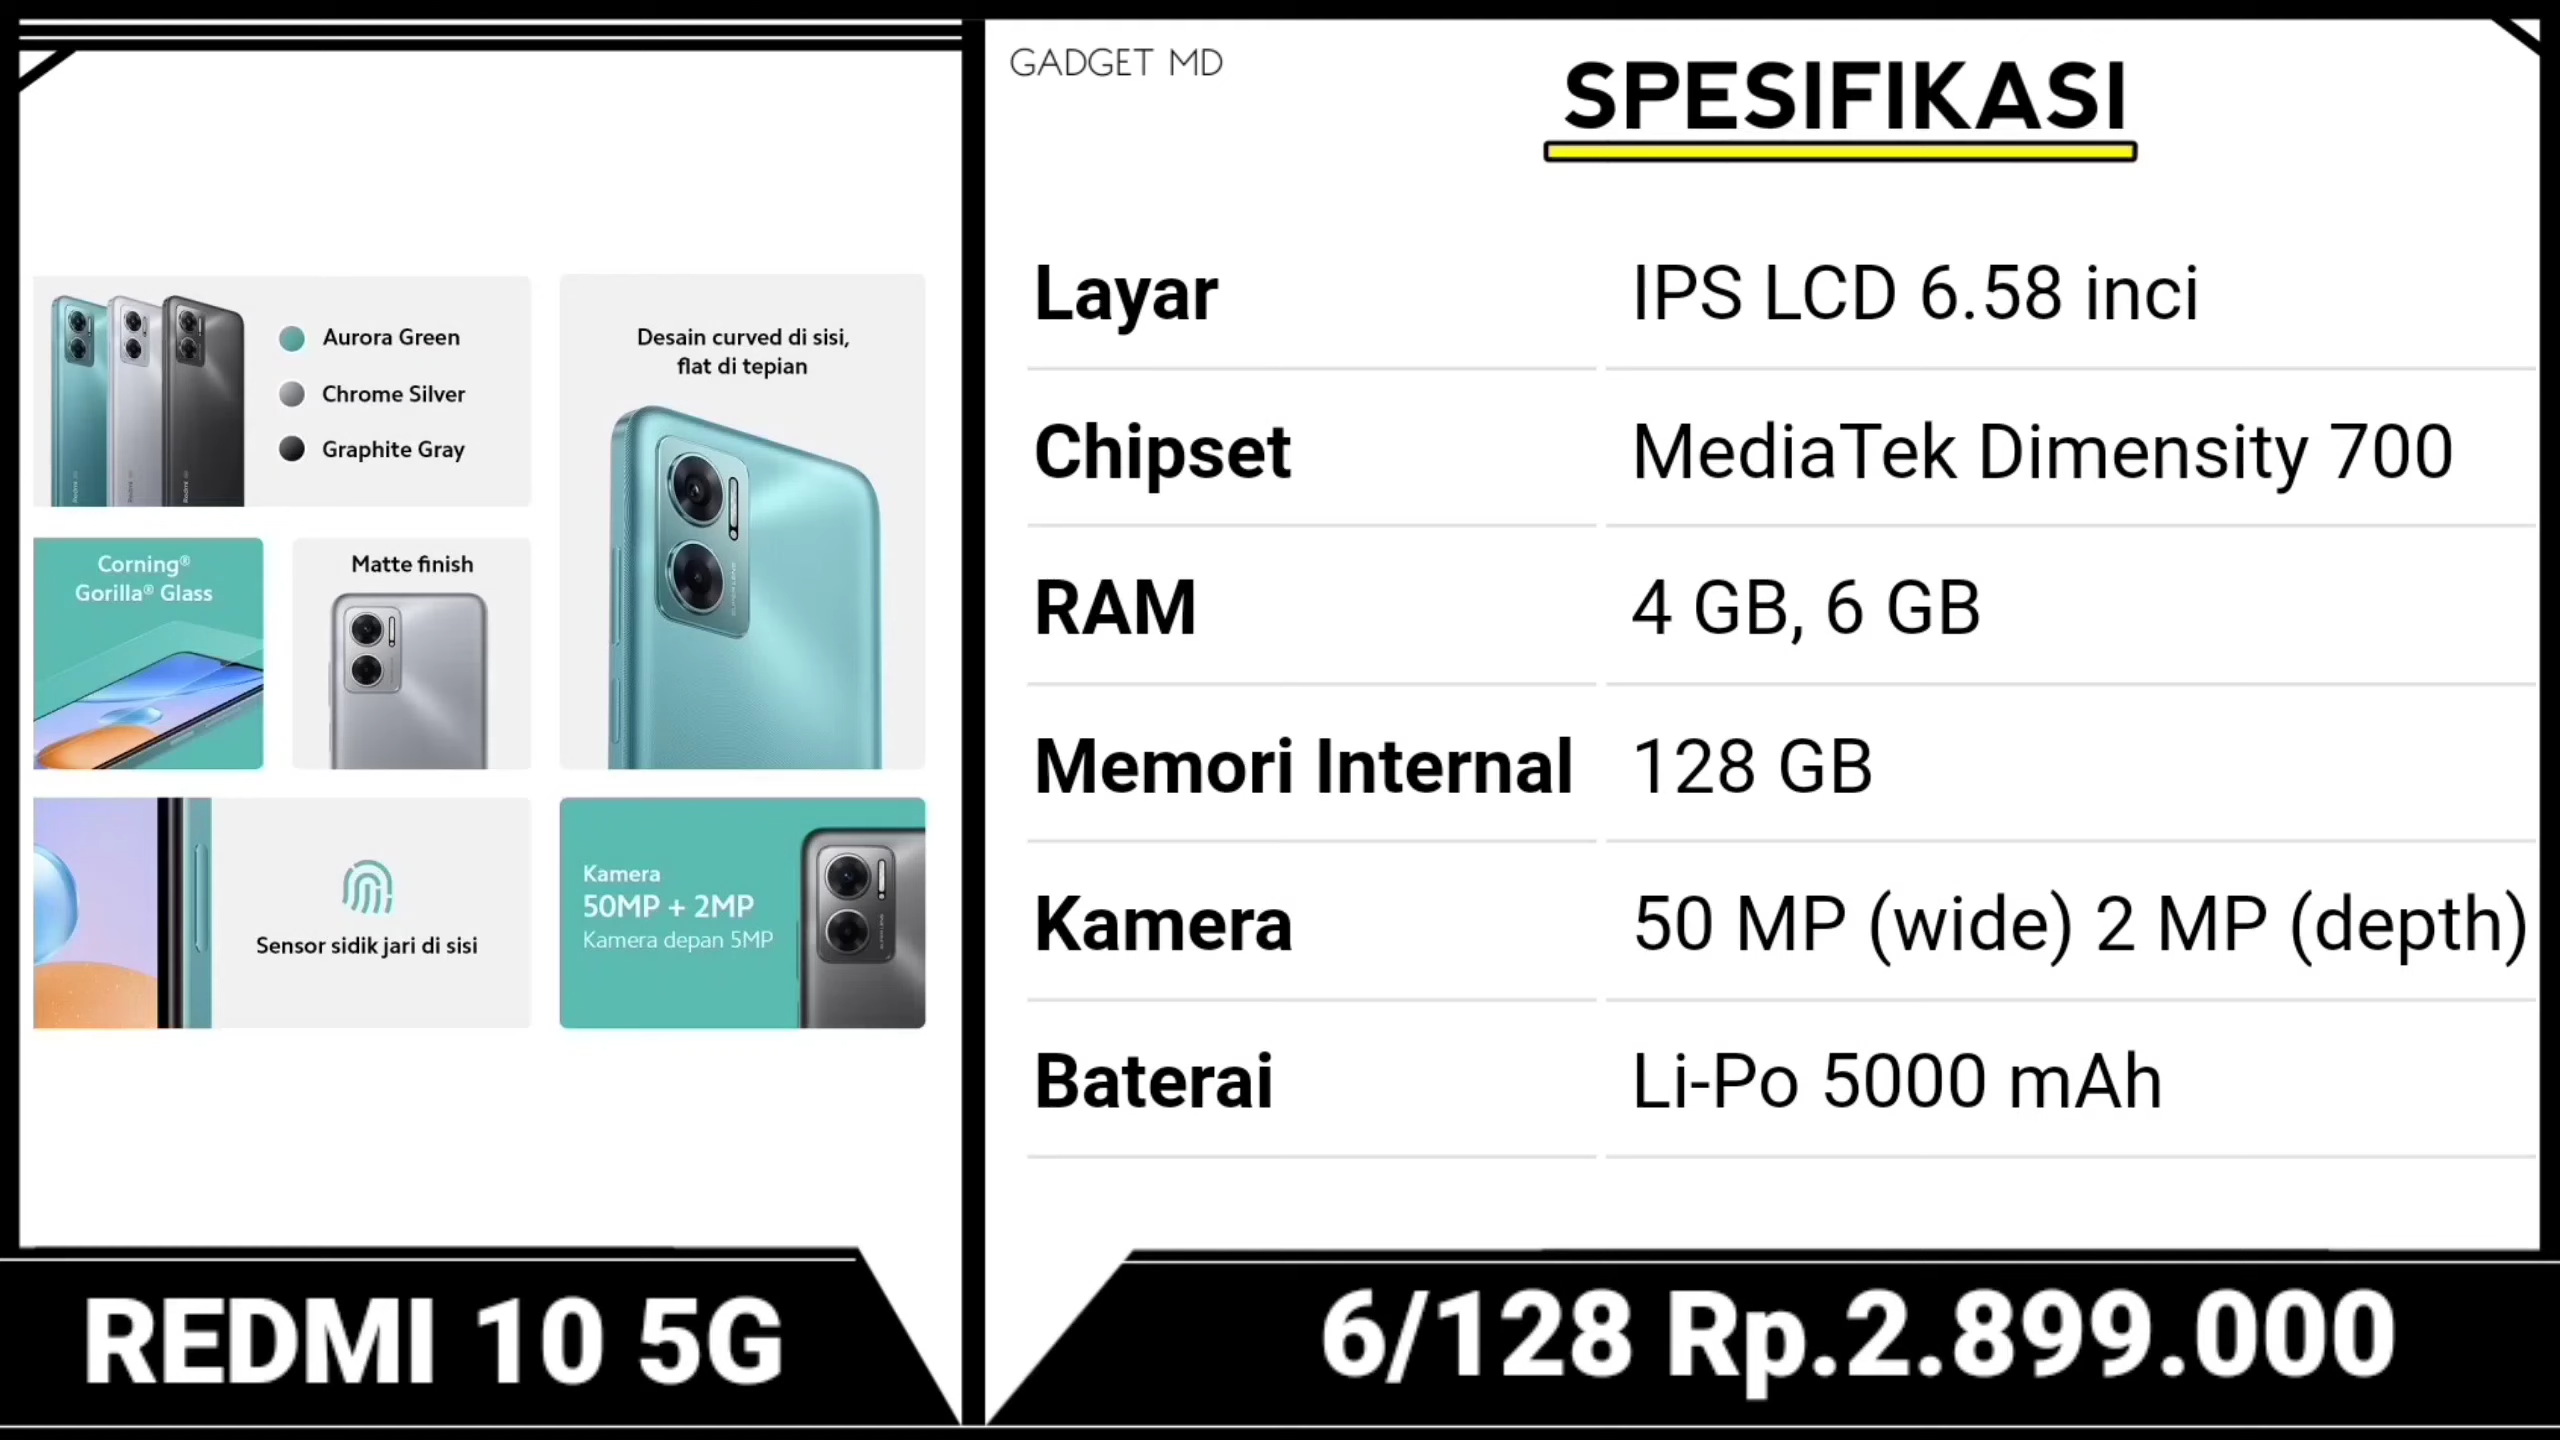 GADGET MD
SPESIFIKASI
Aurora Green
Chrome Silver
Graphite Gray
Desain curved di sisi,
flat di tepian
Corning®
Gorilla® Glass
Matte finish
Sensor sidik jari di sisi
Kamera
50MP + 2MP
Kamera depan 5MP
Layar IPS LCD 6.58 inci
Chipset MediaTek Dimensity 700
RAM 4 GB, 6 GB
Memori Internal 128 GB
Kamera 50 MP (wide) 2 MP (depth)
Baterai Li-Po 5000 mAh
REDMI 10 5G
6/128 Rp.2.899.000